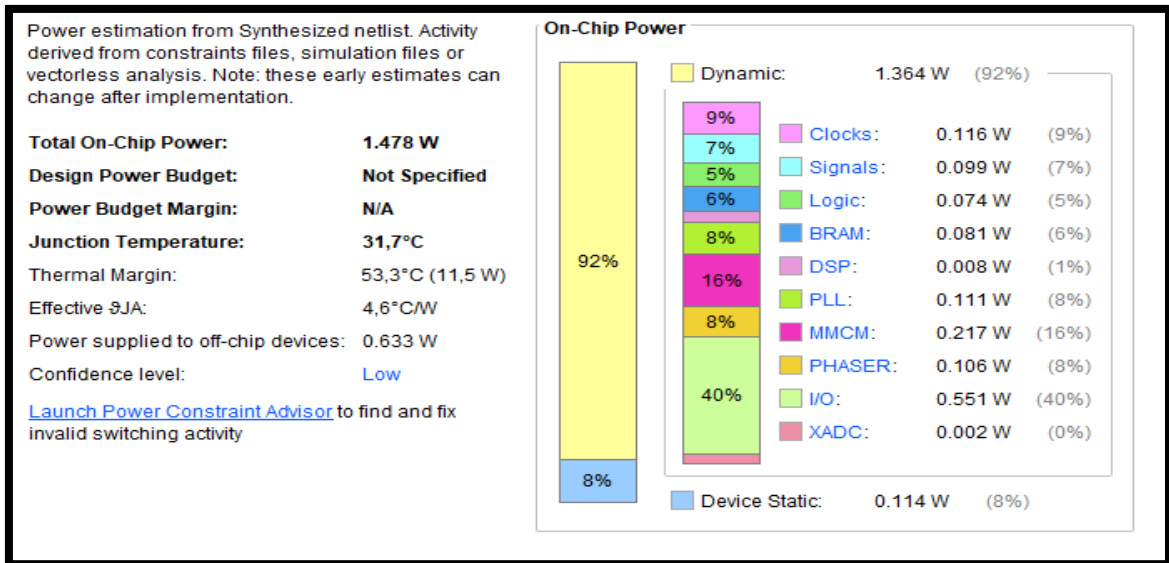 Power estimation from Synthesized netlist. Activity
derived from constraints files, simulation files or
vectorless analysis. Note: these early estimates can
change after implementation.
Total On-Chip Power: 1.478 W
Design Power Budget: Not Specified
Power Budget Margin: N/A
Junction Temperature: 31,7°C
Thermal Margin: 53,3°C (11,5 W)
Effective ϑJA: 4,6°C/W
Power supplied to off-chip devices: 0.633 W
Confidence level: Low
Launch Power Constraint Advisor to find and fix
invalid switching activity
On-Chip Power
92%
8%
Dynamic: 1.364 W (92%)
9%
7%
5%
6%
8%
16%
8%
40%
Clocks: 0.116 W (9%)
Signals: 0.099 W (7%)
Logic: 0.074 W (5%)
BRAM: 0.081 W (6%)
DSP: 0.008 W (1%)
PLL: 0.111 W (8%)
MMCM: 0.217 W (16%)
PHASER: 0.106 W (8%)
I/O: 0.551 W (40%)
XADC: 0.002 W (0%)
Device Static: 0.114 W (8%)